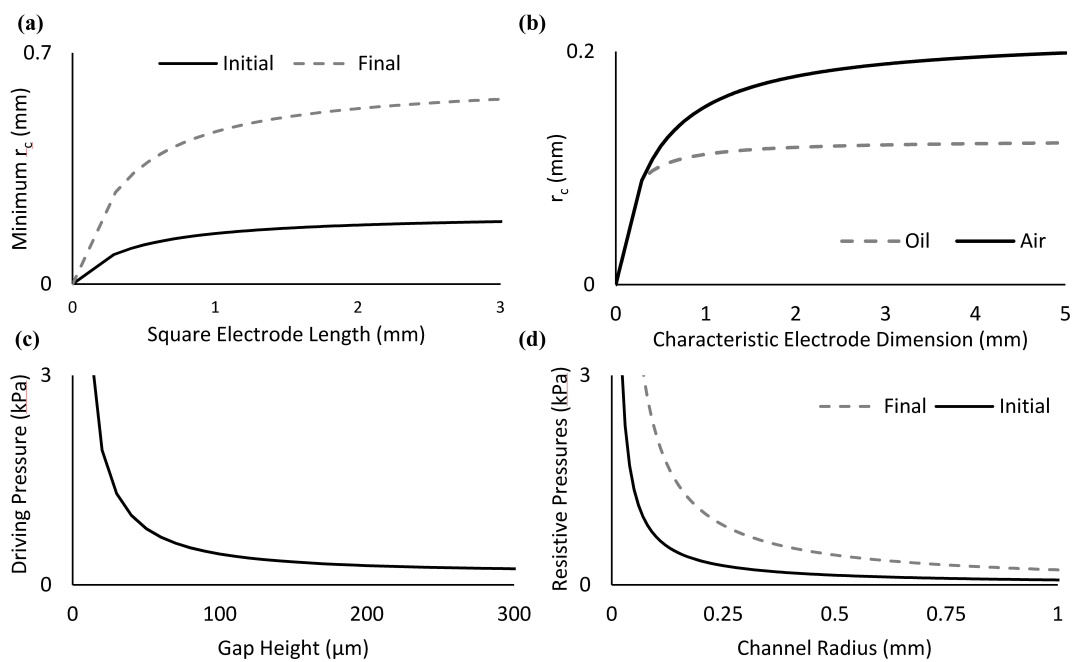 (a)
0.7
Initial
Final
Minimum r_c (mm)
0
0
1
2
3
Square Electrode Length (mm)
(b)
0.2
r_c (mm)
Oil
Air
0
0
1
2
3
4
5
Characteristic Electrode Dimension (mm)
(c)
3
Driving Pressure (kPa)
0
0
100
200
300
Gap Height (μm)
(d)
3
Final
Initial
Resistive Pressures (kPa)
0
0
0.25
0.5
0.75
1
Channel Radius (mm)